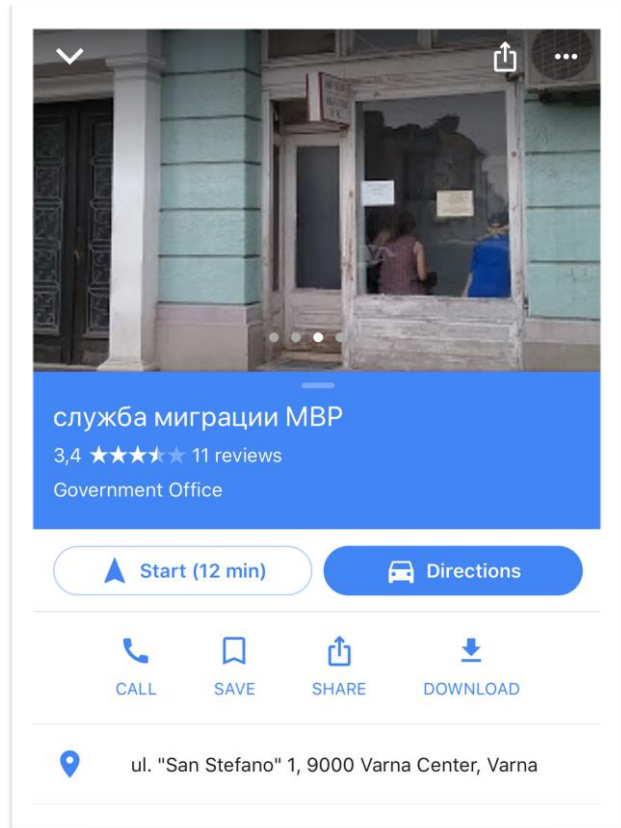 служба миграции МВР
3,4 11 reviews
Government Office
Start (12 min)
Directions
CALL
SAVE
SHARE
DOWNLOAD
ul. "San Stefano" 1, 9000 Varna Center, Varna